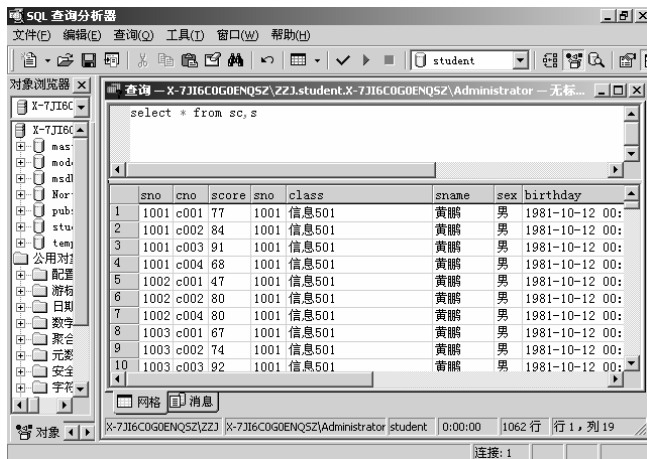 SQL 查询分析器
文件(F) 编辑(E) 查询(Q) 工具(T) 窗口(W) 帮助(H)
student
对象浏览器
X-7JI6C
X-7JI6C
mas
mod
msd
Nor
pub
stu
tem
公用对
配置
游标
日期
数学
聚合
元数
安全
字符
对象
查询 — X-7JI6C0G0ENQSZ\ZZJ.student.X-7JI6C0G0ENQSZ\Administrator — 无标...
select * from sc,s
sno cno score sno class sname sex birthday
1 1001 c001 77 1001 信息501 黄鹏 男 1981-10-12 00:
2 1001 c002 84 1001 信息501 黄鹏 男 1981-10-12 00:
3 1001 c003 91 1001 信息501 黄鹏 男 1981-10-12 00:
4 1001 c004 68 1001 信息501 黄鹏 男 1981-10-12 00:
5 1002 c001 47 1001 信息501 黄鹏 男 1981-10-12 00:
6 1002 c002 80 1001 信息501 黄鹏 男 1981-10-12 00:
7 1002 c004 80 1001 信息501 黄鹏 男 1981-10-12 00:
8 1003 c001 67 1001 信息501 黄鹏 男 1981-10-12 00:
9 1003 c002 74 1001 信息501 黄鹏 男 1981-10-12 00:
10 1003 c003 92 1001 信息501 黄鹏 男 1981-10-12 00:
网格 消息
X-7JI6C0G0ENQSZ\ZZJ X-7JI6C0G0ENQSZ\Administrator student 0:00:00 1062 行 行 1, 列 19
连接: 1